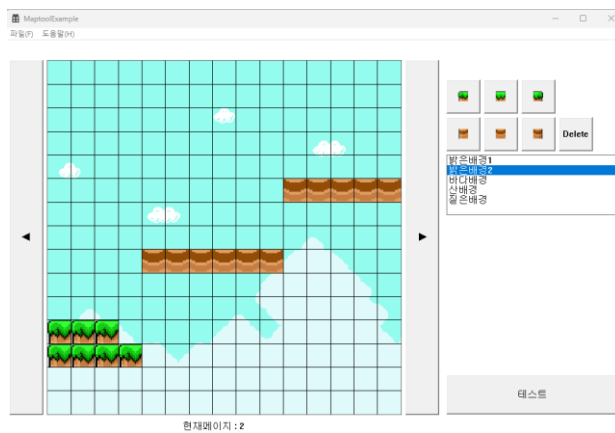 MaptoolExample
파일(F) 도움말(H)
Delete
밝은배경1
밝은배경2
바다배경
산배경
짙은배경
테스트
현재페이지 : 2